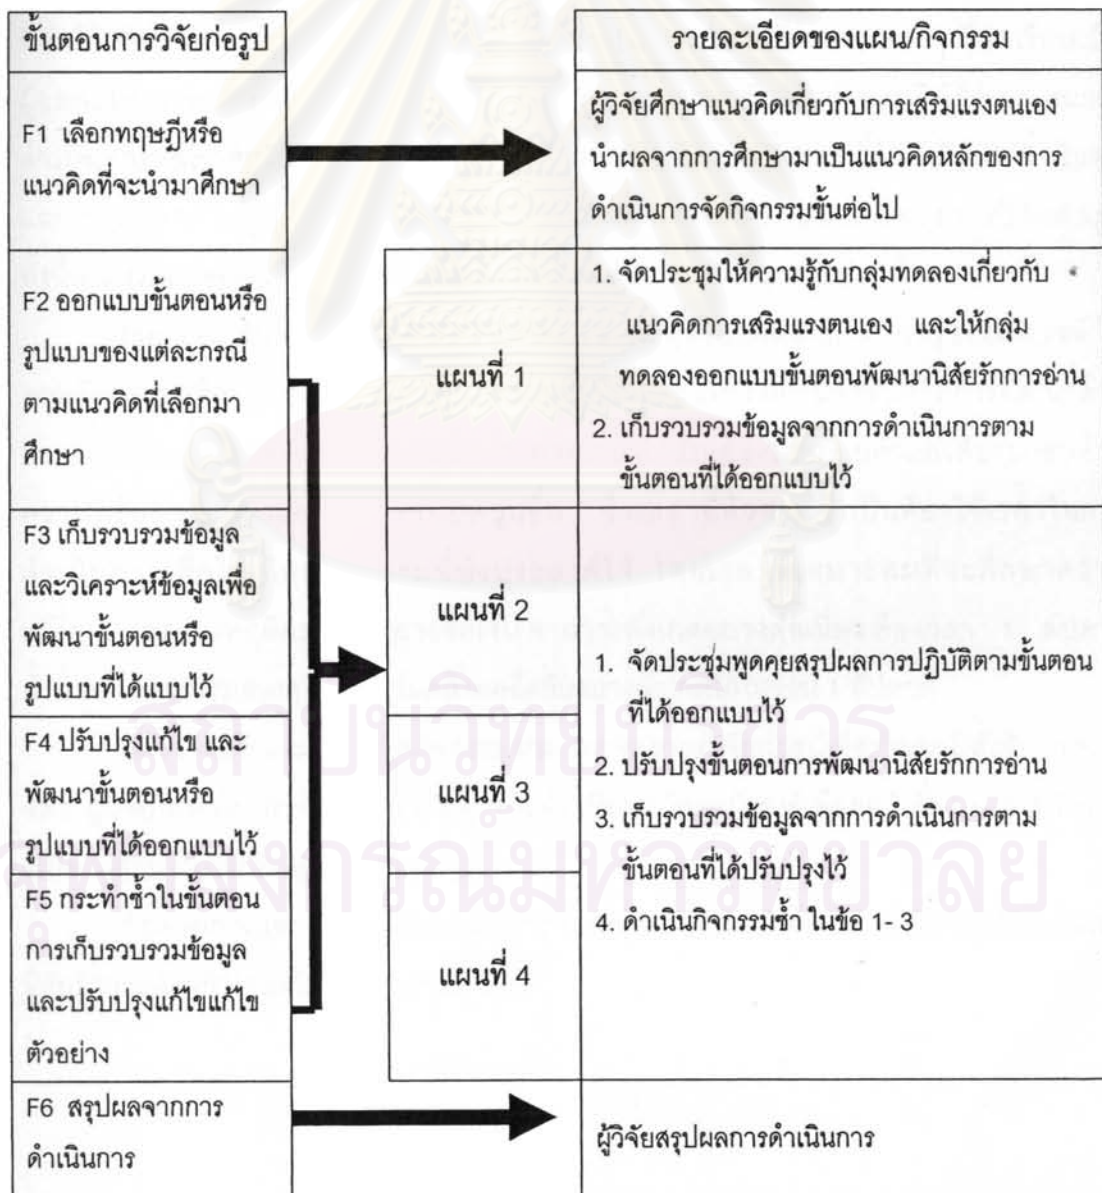 ขั้นตอนการวิจัยก่อรูป
รายละเอียดของแผน/กิจกรรม
F1 เลือกทฤษฎีหรือ
แนวคิดที่จะนำมาศึกษา
ผู้วิจัยศึกษาแนวคิดเกี่ยวกับการเสริมแรงตนเอง
นำผลจากการศึกษามาเป็นแนวคิดหลักของการ
ดำเนินการจัดกิจกรรมขั้นต่อไป
F2 ออกแบบขั้นตอนหรือ
รูปแบบของแต่ละกรณี
ตามแนวคิดที่เลือกมา
ศึกษา
แผนที่ 1
1. จัดประชุมให้ความรู้กับกลุ่มทดลองเกี่ยวกับ
แนวคิดการเสริมแรงตนเอง และให้กลุ่ม
ทดลองออกแบบขั้นตอนพัฒนานิสัยรักการอ่าน
2. เก็บรวบรวมข้อมูลจากการดำเนินการตาม
ขั้นตอนที่ได้ออกแบบไว้
F3 เก็บรวบรวมข้อมูล
และวิเคราะห์ข้อมูลเพื่อ
พัฒนาขั้นตอนหรือ
รูปแบบที่ได้แบบไว้
แผนที่ 2
F4 ปรับปรุงแก้ไข และ
พัฒนาขั้นตอนหรือ
รูปแบบที่ได้ออกแบบไว้
แผนที่ 3
F5 กระทำซ้ำในขั้นตอน
การเก็บรวบรวมข้อมูล
และปรับปรุงแก้ไขแก้ไข
ตัวอย่าง
แผนที่ 4
1. จัดประชุมพูดคุยสรุปผลการปฏิบัติตามขั้นตอน
ที่ได้ออกแบบไว้
2. ปรับปรุงขั้นตอนการพัฒนานิสัยรักการอ่าน
3. เก็บรวบรวมข้อมูลจากการดำเนินการตาม
ขั้นตอนที่ได้ปรับปรุงไว้
4. ดำเนินกิจกรรมซ้ำ ในข้อ 1- 3
F6 สรุปผลจากการ
ดำเนินการ
ผู้วิจัยสรุปผลการดำเนินการ
สถาบันวิทยบริการ
จุฬาลงกรณ์มหาวิทยาลัย